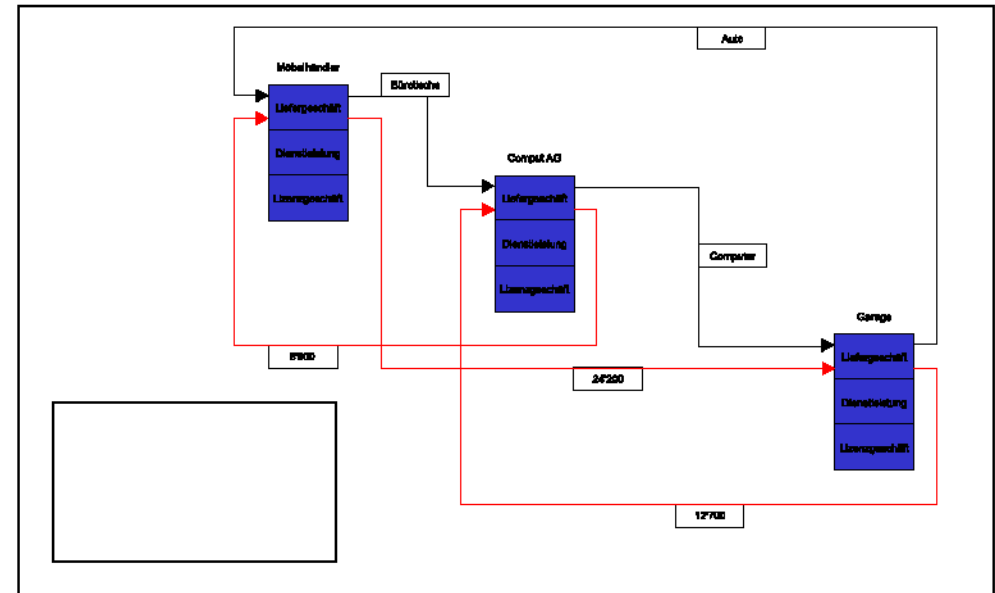 Auto
Möbelhändler
Bürotische
Liefergeschäft
Dienstleistung
Lizenzgeschäft
Comput AG
Liefergeschäft
Dienstleistung
Lizenzgeschäft
Computer
Garage
Liefergeschäft
Dienstleistung
Lizenzgeschäft
24'200
12'700